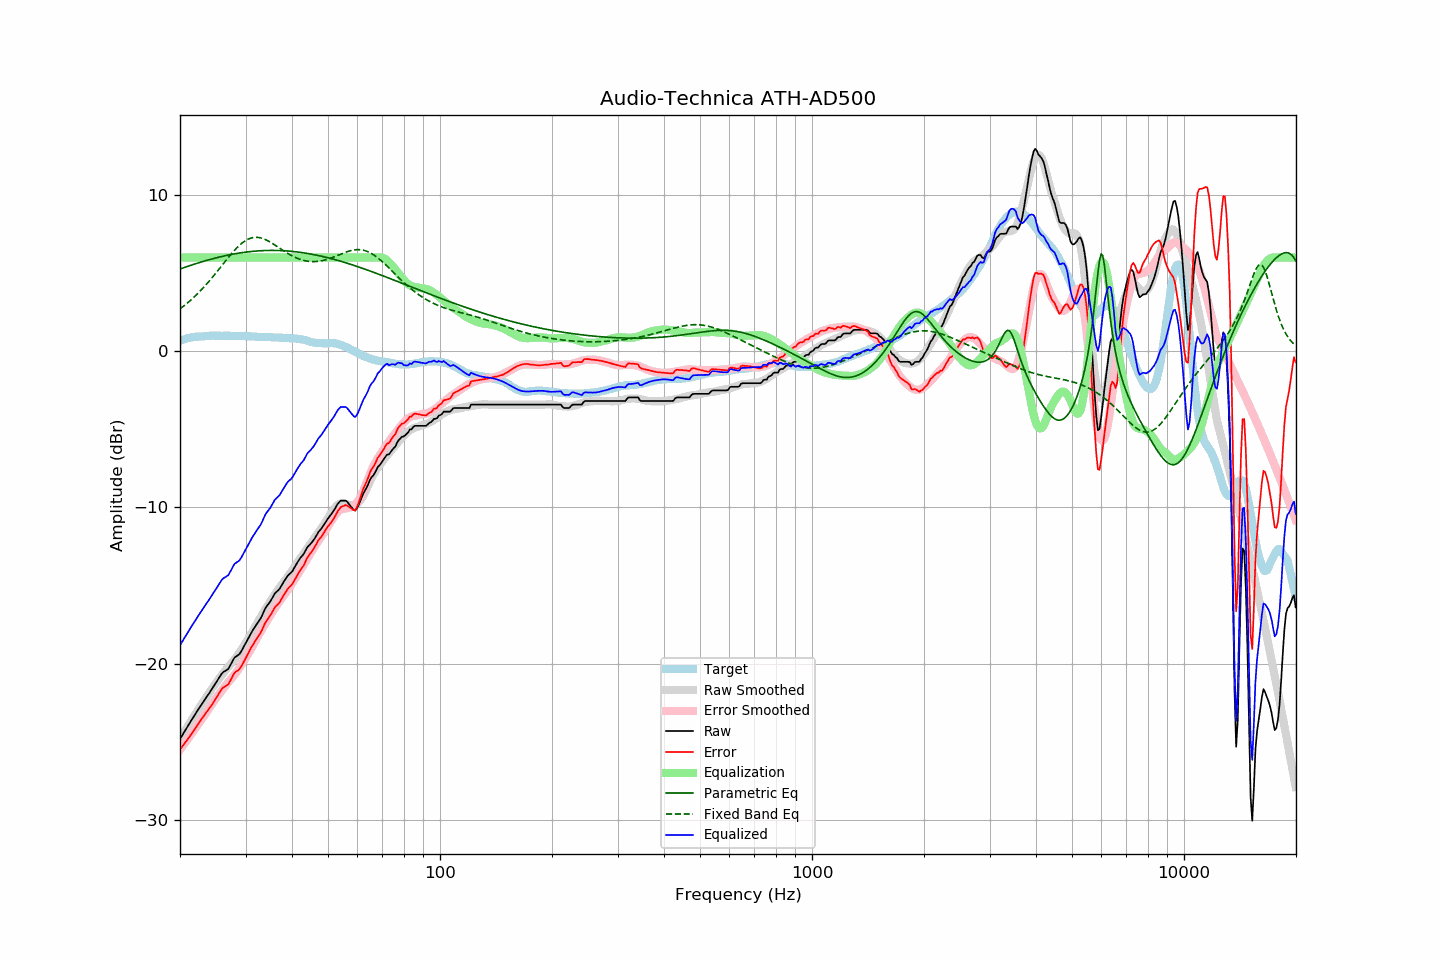 Audio-Technica ATH-AD500
Amplitude (dBr)
10
0
−10
−20
−30
Target
Raw Smoothed
Error Smoothed
Raw
Error
Equalization
Parametric Eq
Fixed Band Eq
Equalized
100
1000
10000
Frequency (Hz)